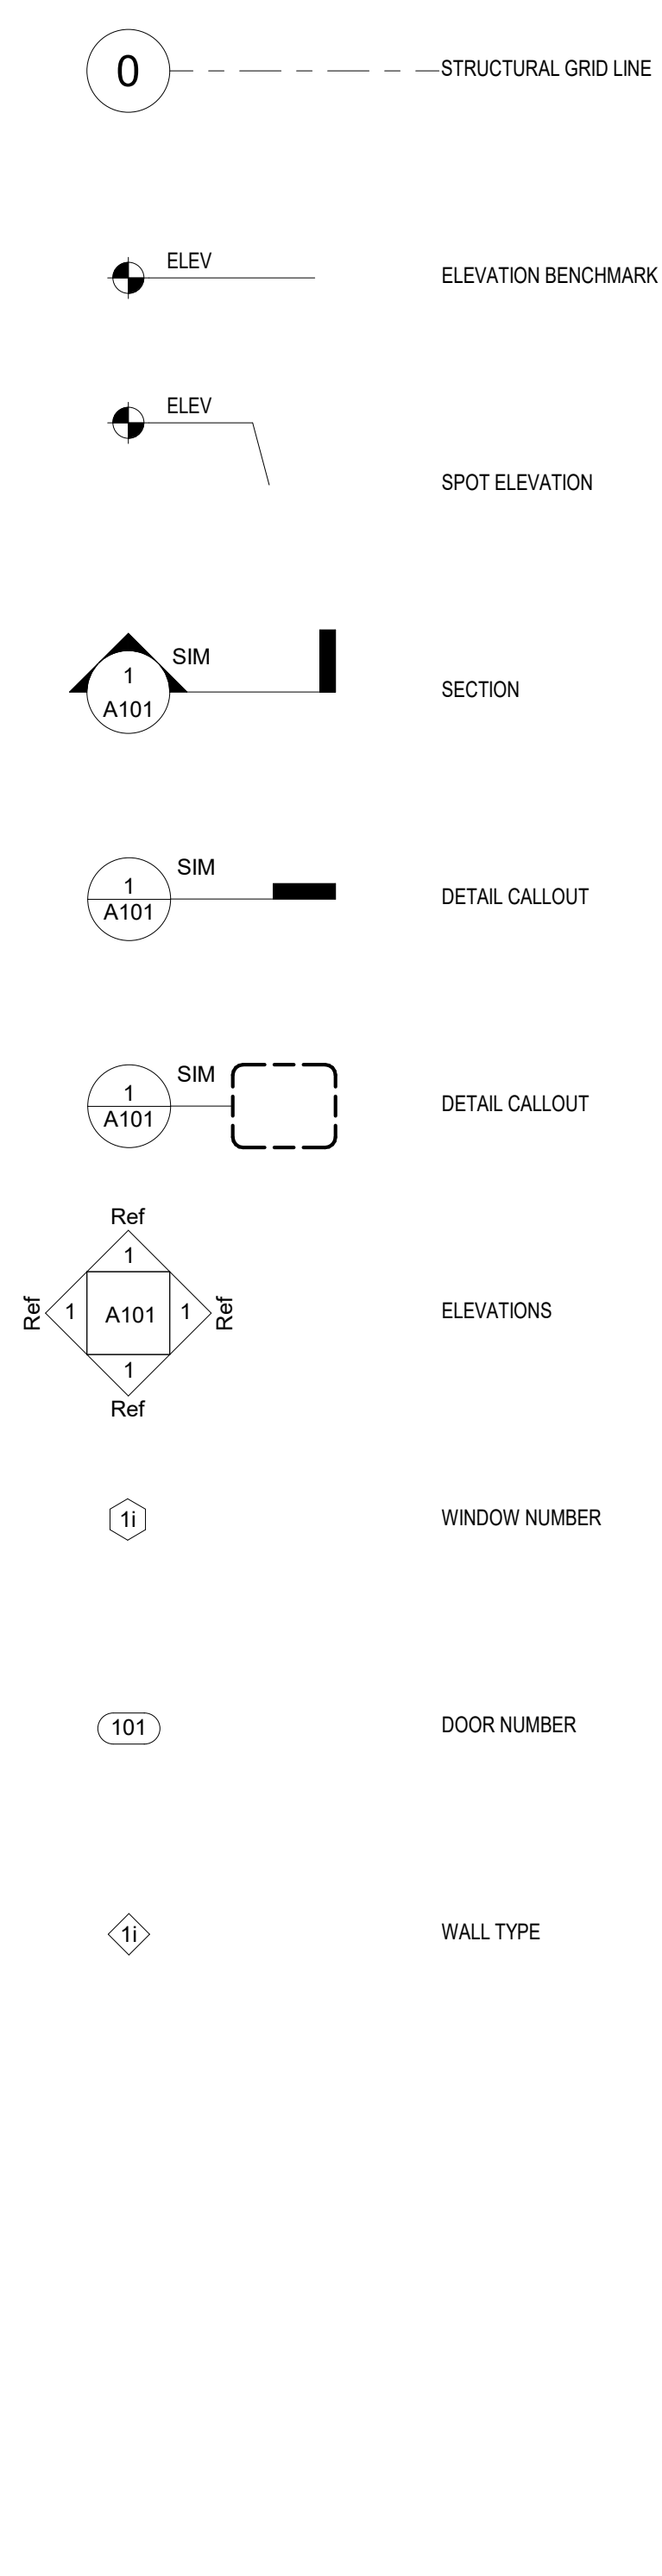 0
STRUCTURAL GRID LINE
ELEV
ELEVATION BENCHMARK
ELEV
SPOT ELEVATION
SIM
1
A101
SECTION
SIM
1
A101
DETAIL CALLOUT
SIM
1
A101
DETAIL CALLOUT
Ref
1
Ref
1
A101
1
Ref
1
Ref
ELEVATIONS
1i
WINDOW NUMBER
101
DOOR NUMBER
1i
WALL TYPE